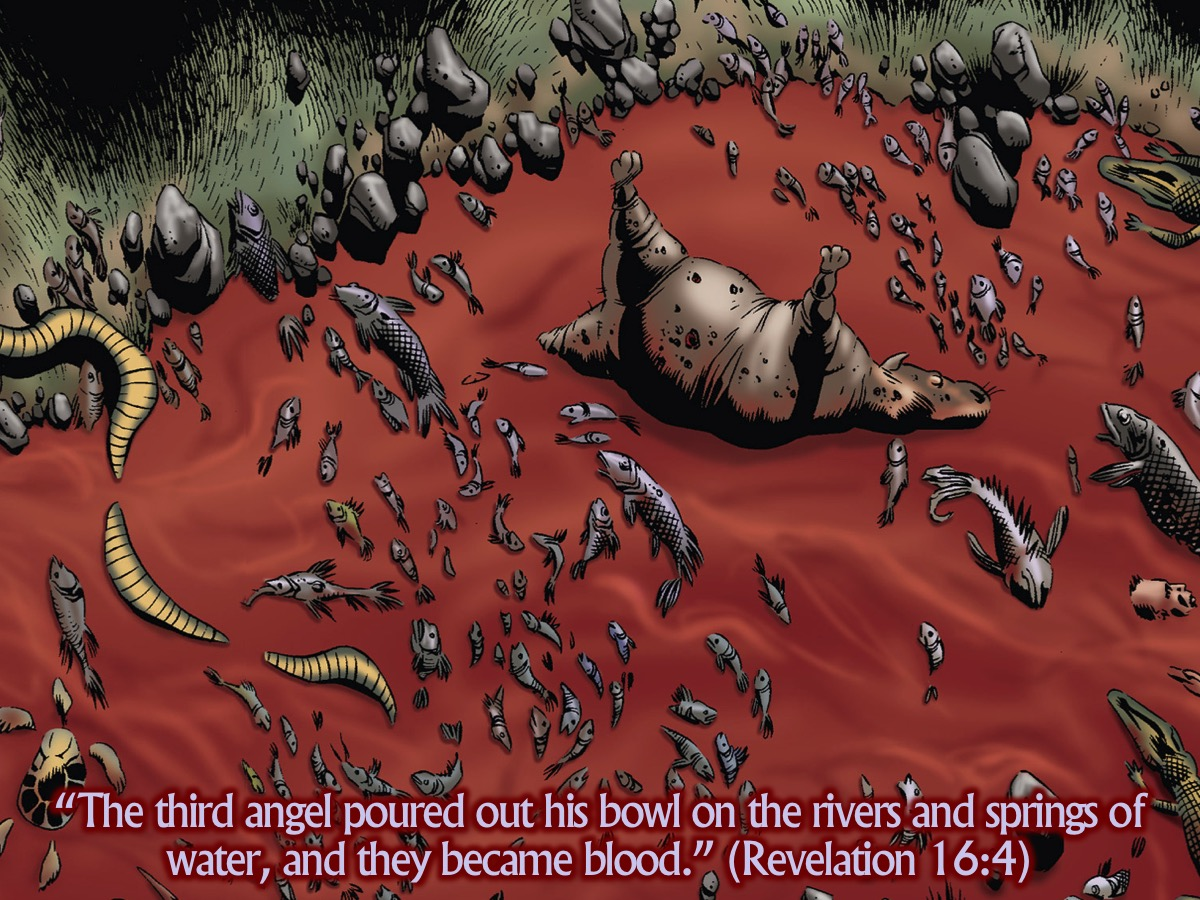 “The third angel poured out his bowl on the rivers and springs of
water, and they became blood.” (Revelation 16:4)